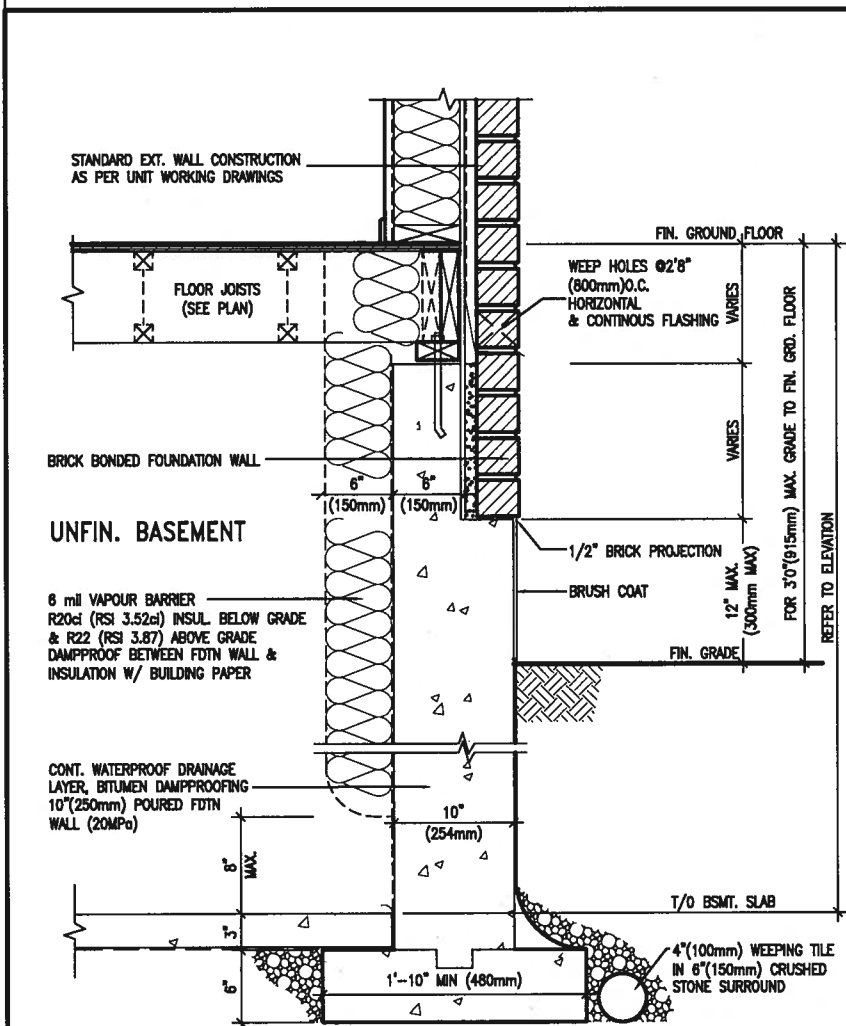 STANDARD EXT. WALL CONSTRUCTION
AS PER UNIT WORKING DRAWINGS
FIN. GROUND FLOOR
FLOOR JOISTS
(SEE PLAN)
WEEP HOLES @2'8"
(800mm)O.C.
HORIZONTAL
& CONTINOUS FLASHING
VARIES
VARIES
FOR 3'0"(915mm) MAX. GRADE TO FIN. GRD. FLOOR
REFER TO ELEVATION
BRICK BONDED FOUNDATION WALL
6"
(150mm)
6"
(150mm)
UNFIN. BASEMENT
1/2" BRICK PROJECTION
BRUSH COAT
12" MAX.
(300mm MAX)
6 mil VAPOUR BARRIER
R20ci (RSI 3.52ci) INSUL. BELOW GRADE
& R22 (RSI 3.87) ABOVE GRADE
DAMPPROOF BETWEEN FDTN WALL &
INSULATION W/ BUILDING PAPER
FIN. GRADE
CONT. WATERPROOF DRAINAGE
LAYER, BITUMEN DAMPPROOFING
10"(250mm) POURED FDTN
WALL (20MPa)
10"
(254mm)
8"
MAX.
T/O BSMT. SLAB
3"
6"
1'-10" MIN (480mm)
4"(100mm) WEEPING TILE
IN 6"(150mm) CRUSHED
STONE SURROUND